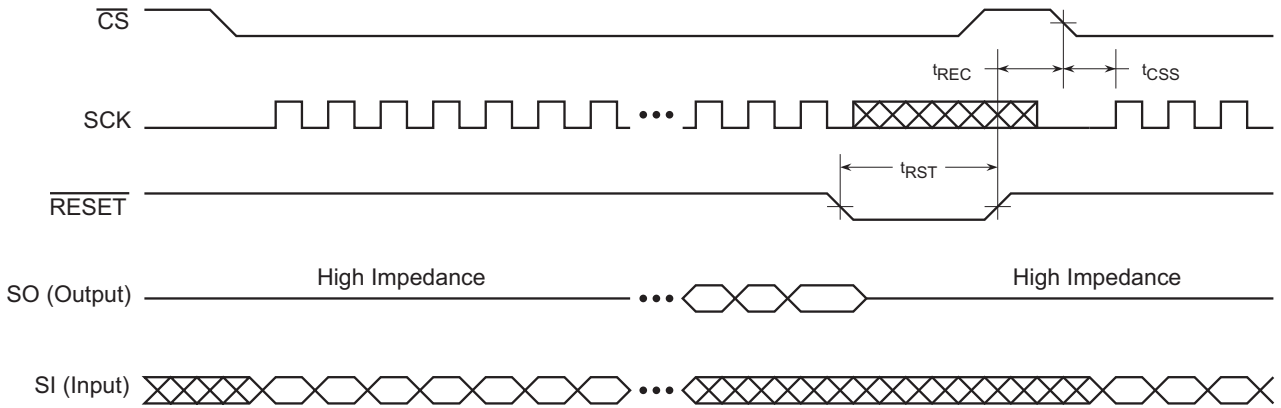 CS
tREC
tCSS
SCK
tRST
RESET
High Impedance
High Impedance
SO (Output)
SI (Input)